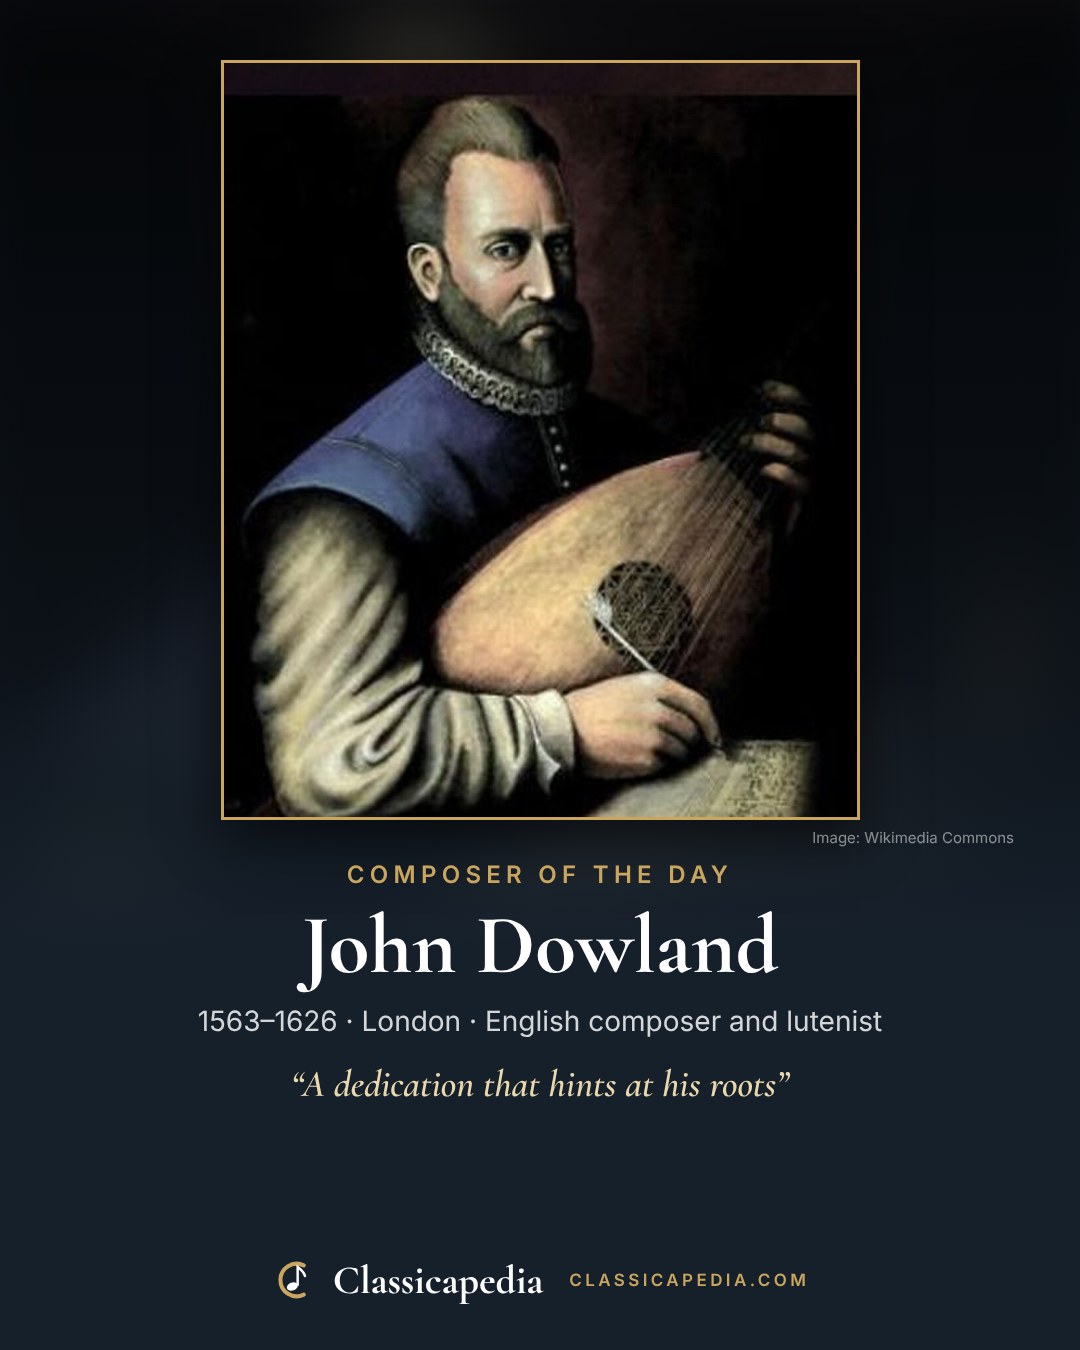 Image: Wikimedia Commons
COMPOSER OF THE DAY
John Dowland
1563–1626 · London · English composer and lutenist
“A dedication that hints at his roots”
Classicapedia CLASSICAPEDIA.COM